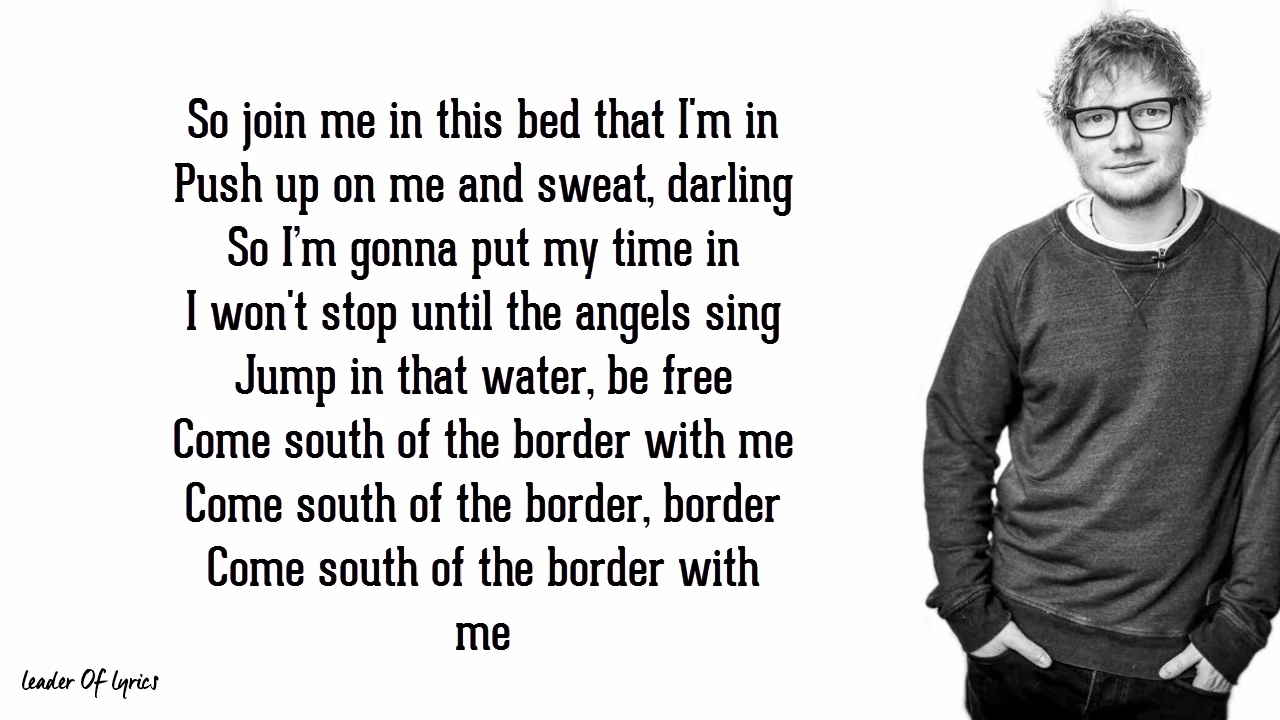 So join me in this bed that I'm in
Push up on me and sweat, darling
So I’m gonna put my time in
I won't stop until the angels sing
Jump in that water, be free
Come south of the border with me
Come south of the border, border
Come south of the border with
me
Leader Of Lyrics